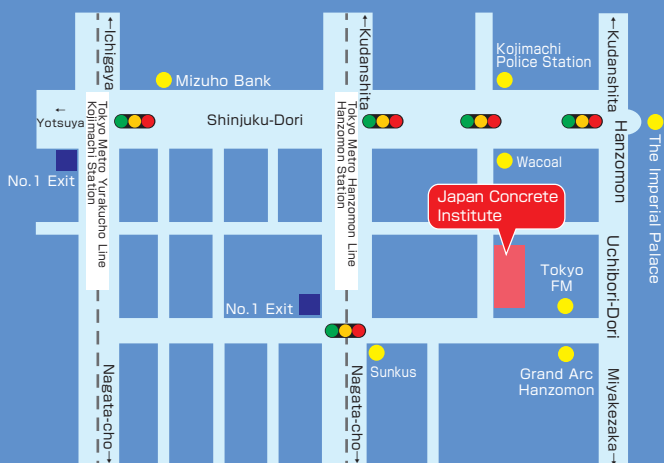 ←Ichigaya
←Kudanshita
←Kudanshita
Kojimachi
Police Station
Mizuho Bank
←
Yotsuya
Tokyo Metro Yurakucho Line
Kojimachi Station
Shinjuku-Dori
Tokyo Metro Hanzomon Line
Hanzomon Station
Hanzomon
The Imperial Palace
No.1 Exit
Wacoal
Japan Concrete
Institute
Uchibori-Dori
Tokyo
FM
No.1 Exit
Sunkus
Grand Arc
Hanzomon
Nagata-cho→
Nagata-cho→
Miyakezaka→